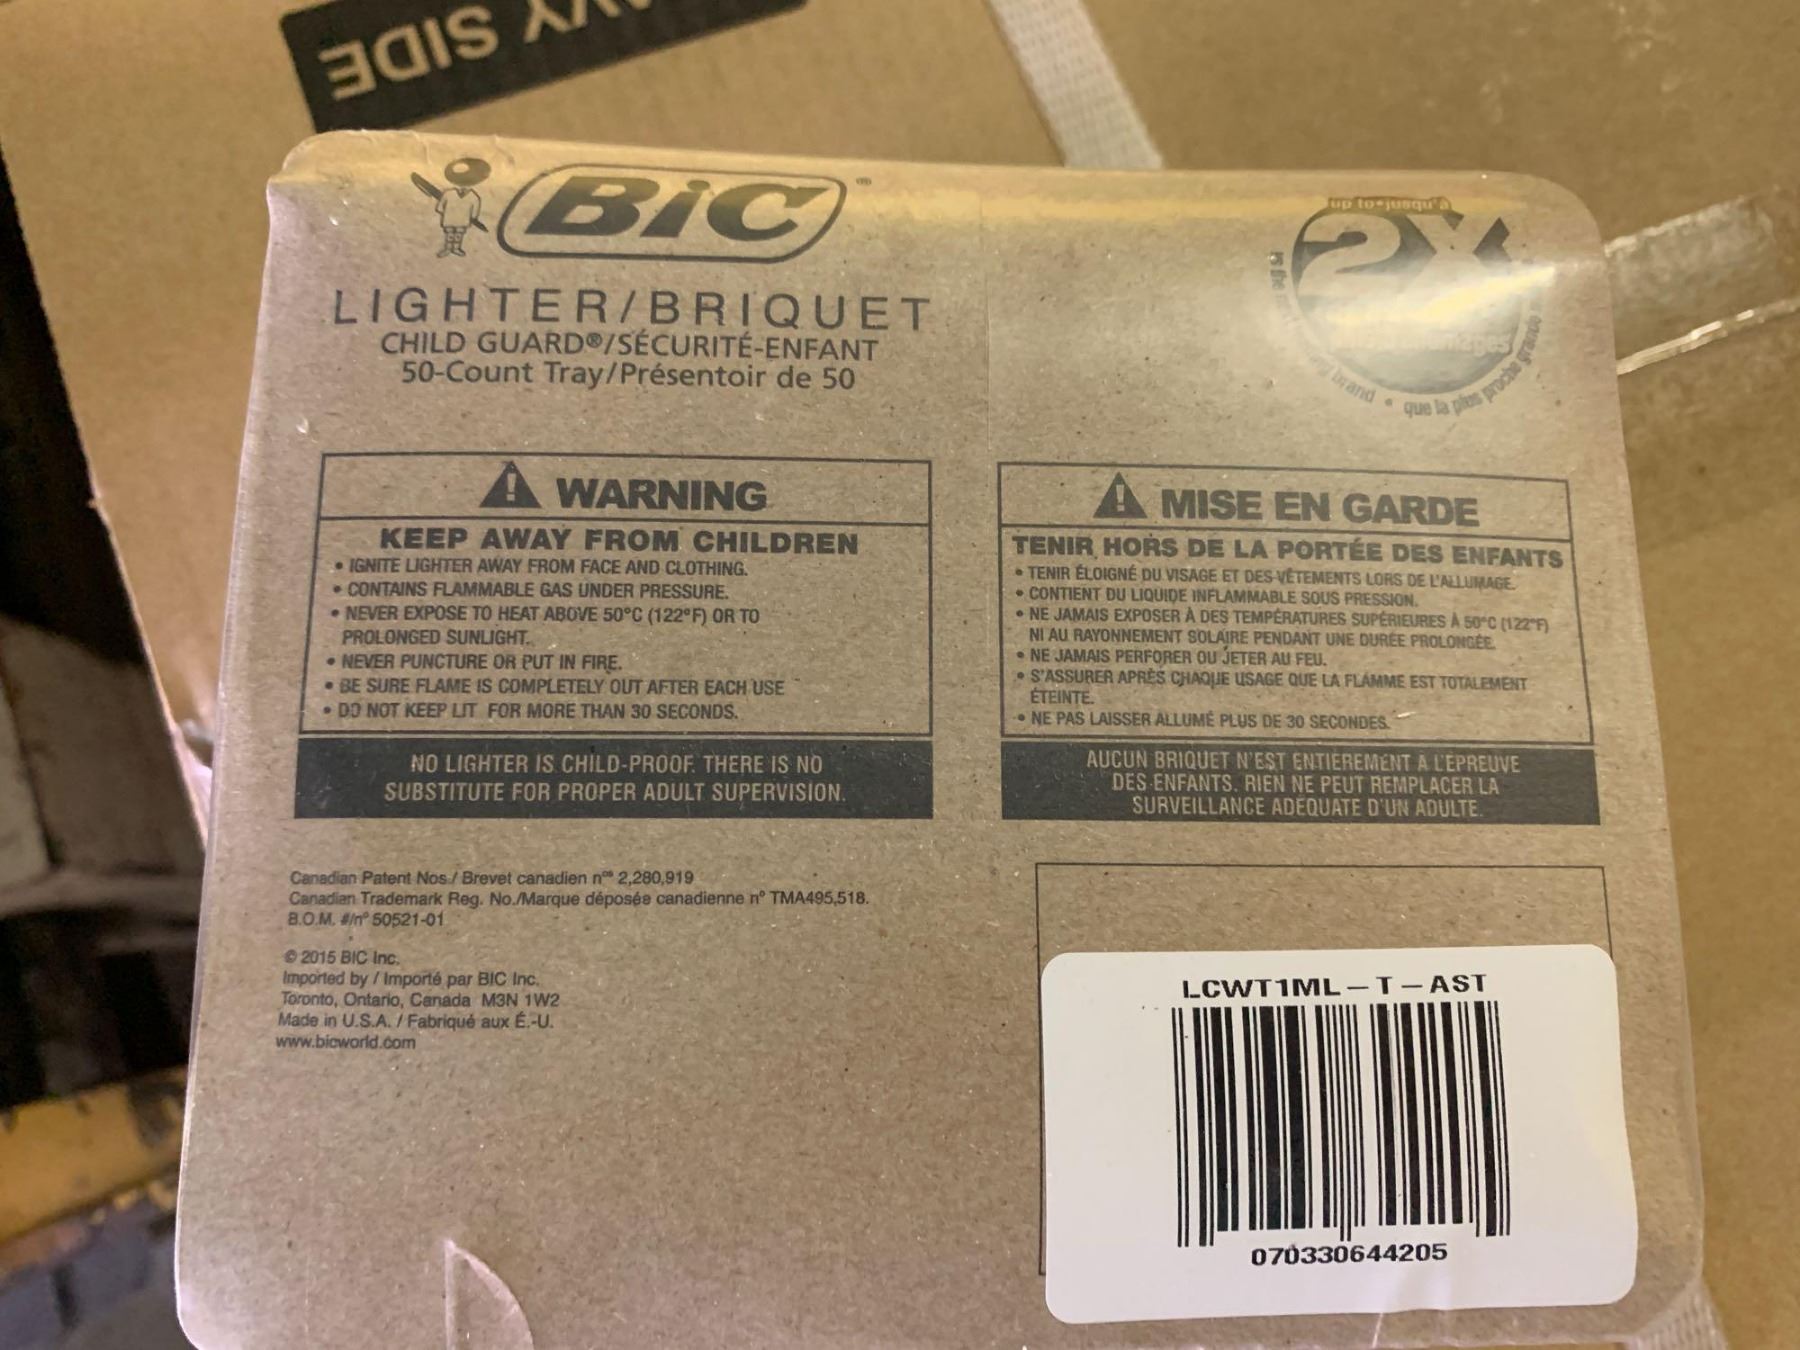 AVY SIDE
BIC®
LIGHTER/BRIQUET
CHILD GUARD®/SÉCURITÉ-ENFANT
50-Count Tray/Présentoir de 50
up to•jusqu'à
2X
vs the
brand • que la plus proche grande
WARNING
KEEP AWAY FROM CHILDREN
• IGNITE LIGHTER AWAY FROM FACE AND CLOTHING.
• CONTAINS FLAMMABLE GAS UNDER PRESSURE.
• NEVER EXPOSE TO HEAT ABOVE 50°C (122°F) OR TO
PROLONGED SUNLIGHT.
• NEVER PUNCTURE OR PUT IN FIRE.
• BE SURE FLAME IS COMPLETELY OUT AFTER EACH USE
• DO NOT KEEP LIT FOR MORE THAN 30 SECONDS.
NO LIGHTER IS CHILD-PROOF. THERE IS NO
SUBSTITUTE FOR PROPER ADULT SUPERVISION.
MISE EN GARDE
TENIR HORS DE LA PORTÉE DES ENFANTS
• TENIR ÉLOIGNÉ DU VISAGE ET DES VÊTEMENTS LORS DE L'ALLUMAGE.
• CONTIENT DU LIQUIDE INFLAMMABLE SOUS PRESSION.
• NE JAMAIS EXPOSER À DES TEMPÉRATURES SUPÉRIEURES À 50°C (122°F)
NI AU RAYONNEMENT SOLAIRE PENDANT UNE DURÉE PROLONGÉE.
• NE JAMAIS PERFORER OU JETER AU FEU.
• S'ASSURER APRÈS CHAQUE USAGE QUE LA FLAMME EST TOTALEMENT
ÉTEINTE.
• NE PAS LAISSER ALLUMÉ PLUS DE 30 SECONDES.
AUCUN BRIQUET N'EST ENTIÈREMENT À L'ÉPREUVE
DES ENFANTS. RIEN NE PEUT REMPLACER LA
SURVEILLANCE ADÉQUATE D'UN ADULTE.
Canadian Patent Nos / Brevet canadien nos 2,280,919
Canadian Trademark Reg. No./Marque déposée canadienne nº TMA495,518.
B.O.M. #/nº 50521-01
© 2015 BIC Inc.
Imported by / Importé par BIC Inc.
Toronto, Ontario, Canada M3N 1W2
Made in U.S.A. / Fabriqué aux É.-U.
www.bicworld.com
LCWT1ML-T-AST
070330644205